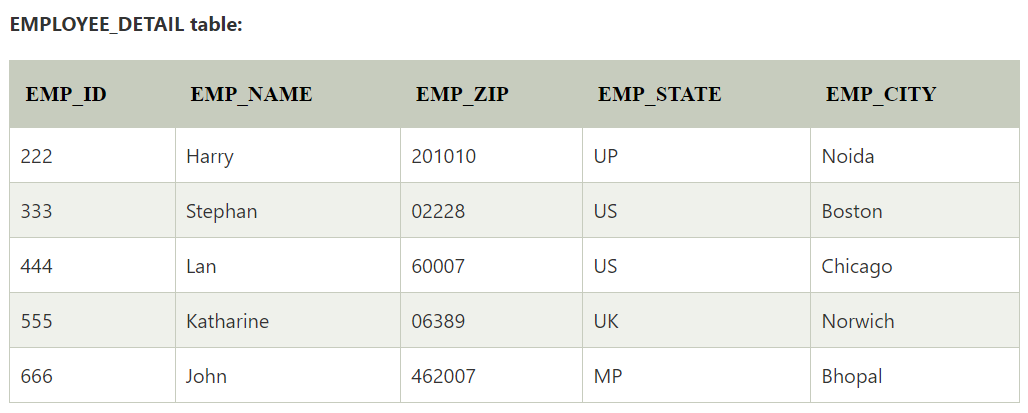 EMPLOYEE_DETAIL table:
EMP_ID EMP_NAME EMP_ZIP EMP_STATE EMP_CITY
222 Harry 201010 UP Noida
333 Stephan 02228 US Boston
444 Lan 60007 US Chicago
555 Katharine 06389 UK Norwich
666 John 462007 MP Bhopal